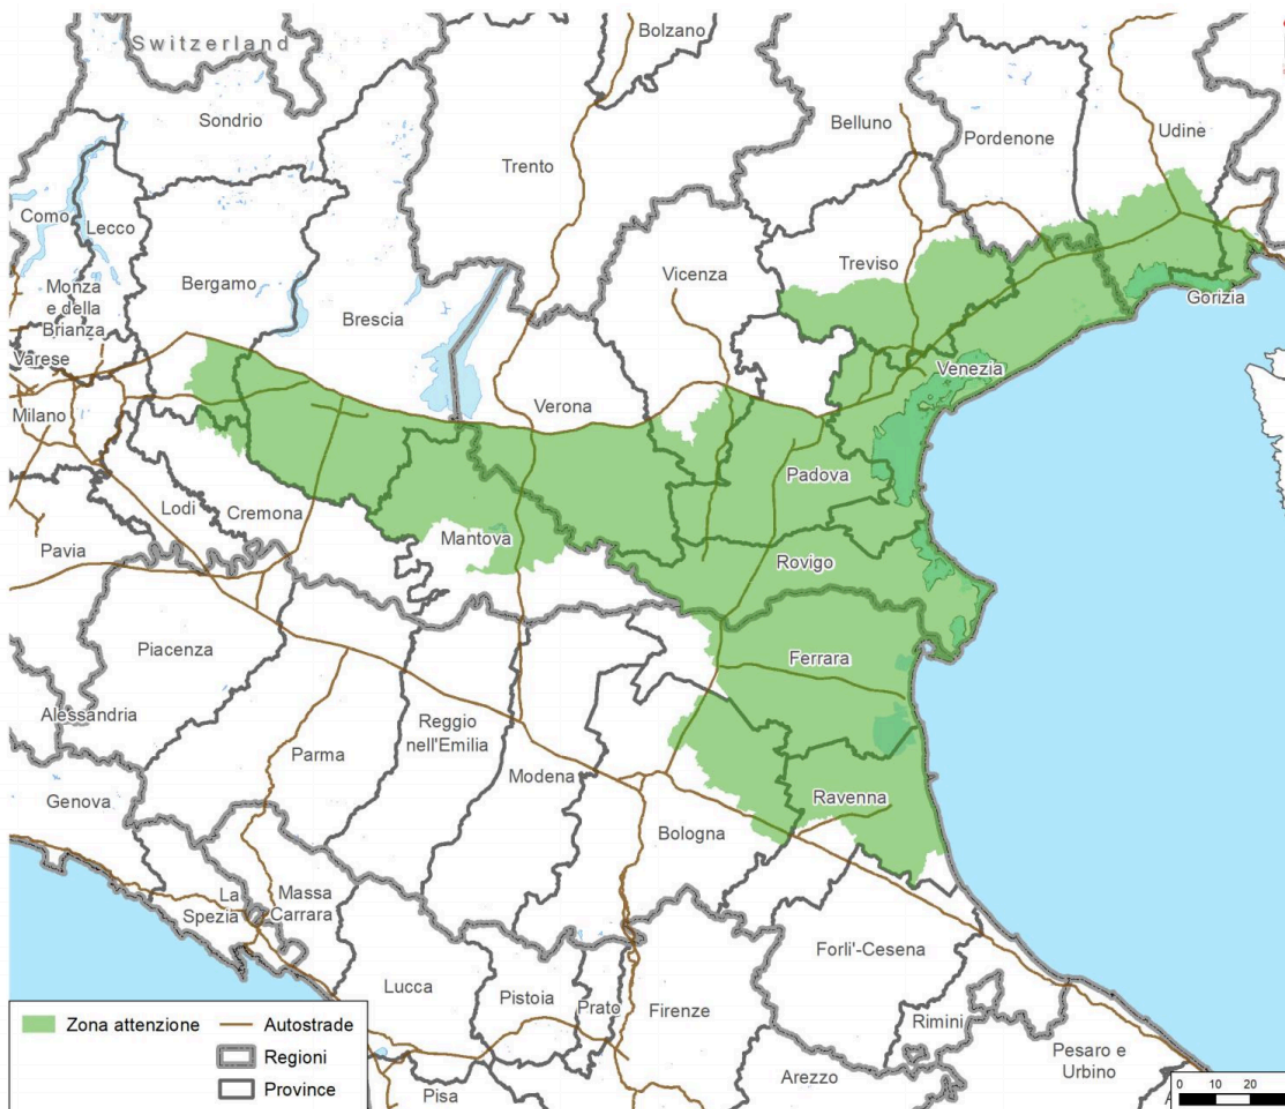 Switzerland
Bolzano
Sondrio
Belluno
Pordenone
Udine
Trento
Como
Lecco
Bergamo
Vicenza
Treviso
Gorizia
Monza
e della
Brianza
Brescia
Varese
Venezia
Milano
Verona
Padova
Lodi
Cremona
Mantova
Pavia
Rovigo
Piacenza
Ferrara
Alessandria
Reggio
nell'Emilia
Parma
Modena
Genova
Ravenna
Bologna
La
Spezia
Massa
Carrara
Forli'-Cesena
Lucca
Pistoia
Prato
Firenze
Rimini
Pesaro e
Urbino
Arezzo
Pisa
Zona attenzione
Autostrade
Regioni
Province
0 10 20